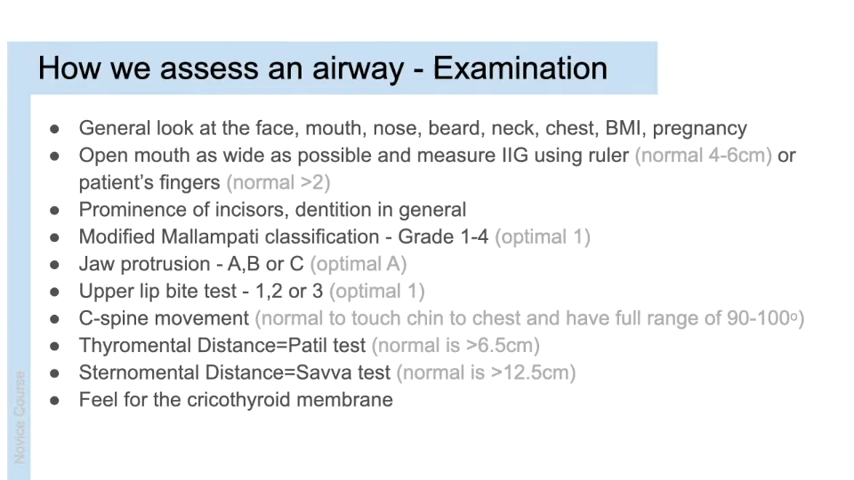 How we assess an airway - Examination
● General look at the face, mouth, nose, beard, neck, chest, BMI, pregnancy
● Open mouth as wide as possible and measure IIG using ruler (normal 4-6cm) or
patient's fingers (normal >2)
● Prominence of incisors, dentition in general
● Modified Mallampati classification - Grade 1-4 (optimal 1)
● Jaw protrusion - A,B or C (optimal A)
● Upper lip bite test - 1,2 or 3 (optimal 1)
● C-spine movement (normal to touch chin to chest and have full range of 90-100º)
● Thyromental Distance=Patil test (normal is >6.5cm)
● Sternomental Distance=Savva test (normal is >12.5cm)
● Feel for the cricothyroid membrane
Novice Course